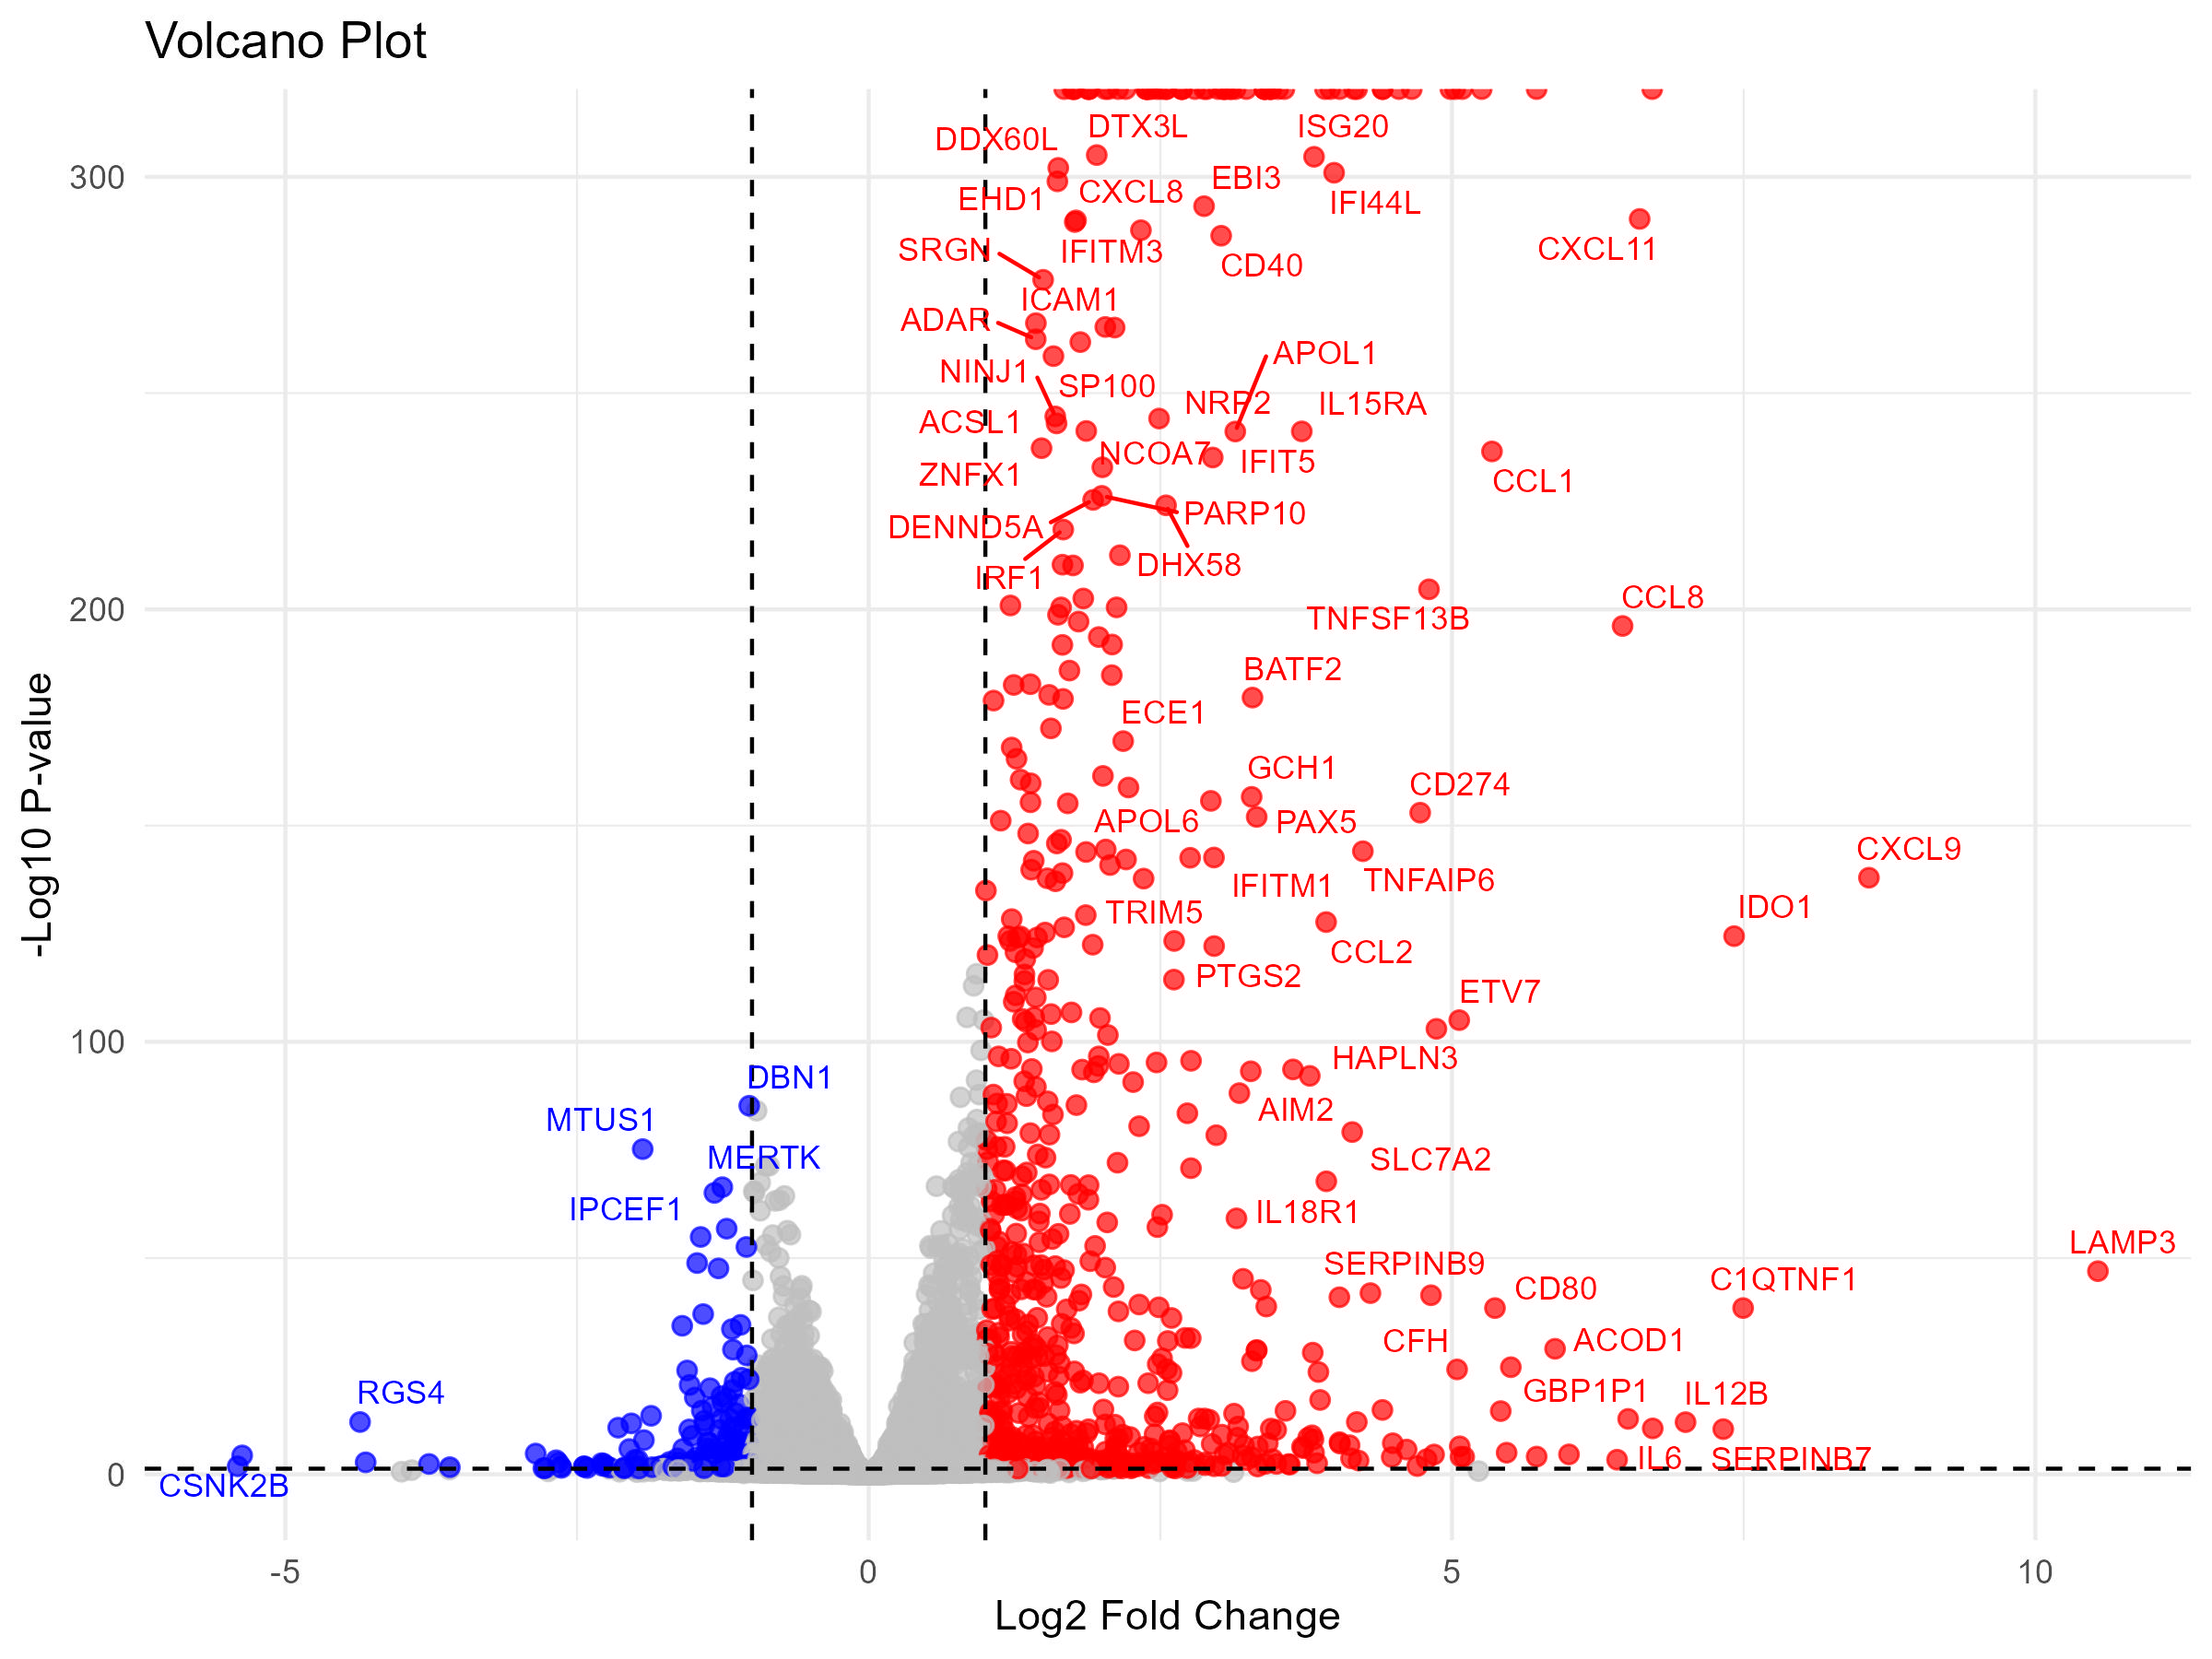 Volcano Plot
DDX60L
DTX3L
ISG20
300
EHD1
CXCL8
EBI3
IFI44L
SRGN
IFITM3
CD40
CXCL11
ICAM1
ADAR
APOL1
NINJ1
SP100
NRP2
IL15RA
ACSL1
NCOA7
IFIT5
ZNFX1
CCL1
DENND5A
PARP10
IRF1
DHX58
200
TNFSF13B
CCL8
BATF2
ECE1
GCH1
CD274
APOL6
PAX5
CXCL9
IFITM1
TNFAIP6
TRIM5
IDO1
CCL2
PTGS2
ETV7
100
HAPLN3
DBN1
AIM2
MTUS1
MERTK
SLC7A2
IPCEF1
IL18R1
LAMP3
SERPINB9
CD80
C1QTNF1
CFH
ACOD1
RGS4
GBP1P1
IL12B
IL6
SERPINB7
0
CSNK2B
-Log10 P-value
-5
0
5
10
Log2 Fold Change